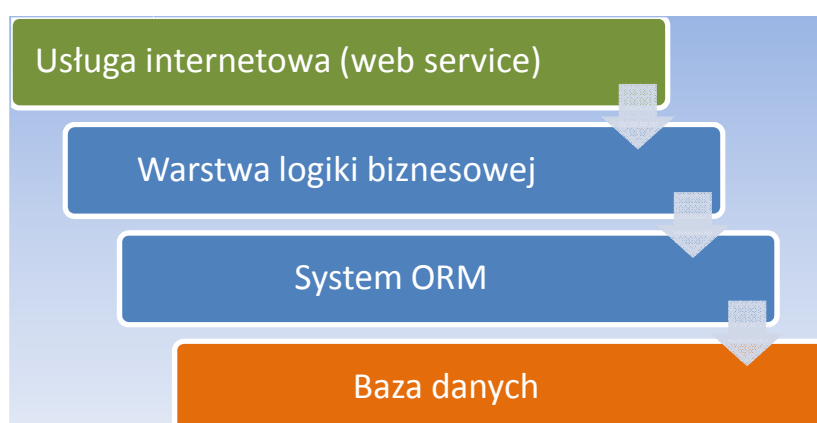 Usługa internetowa (web service)
Warstwa logiki biznesowej
System ORM
Baza danych